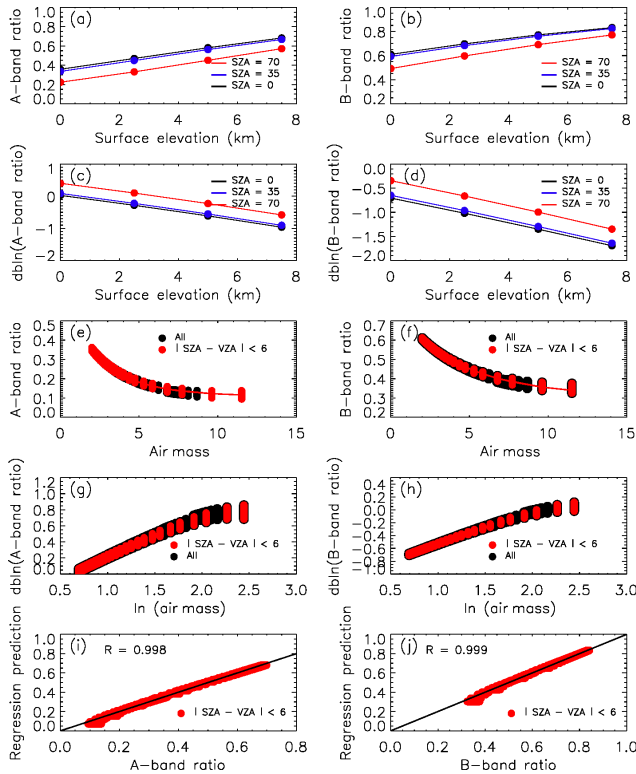 (a)
A-band ratio
1.0
0.8
0.6
0.4
0.2
0.0
SZA = 70
SZA = 35
SZA = 0
0 2 4 6 8
Surface elevation (km)
(b)
B-band ratio
1.0
0.8
0.6
0.4
0.2
0.0
SZA = 70
SZA = 35
SZA = 0
0 2 4 6 8
Surface elevation (km)
(c)
dbln(A-band ratio)
1
0
-1
-2
SZA = 0
SZA = 35
SZA = 70
0 2 4 6 8
Surface elevation (km)
(d)
dbln(B-band ratio)
0.0
-0.5
-1.0
-1.5
-2.0
SZA = 0
SZA = 35
SZA = 70
0 2 4 6 8
Surface elevation (km)
(e)
A-band ratio
0.5
0.4
0.3
0.2
0.1
0.0
All
| SZA - VZA | < 6
0 5 10 15
Air mass
(f)
B-band ratio
0.7
0.6
0.5
0.4
0.3
All
| SZA - VZA | < 6
0 5 10 15
Air mass
(g)
dbln(A-band ratio)
1.2
1.0
0.8
0.6
0.4
0.2
0.0
| SZA - VZA | < 6
All
0.5 1.0 1.5 2.0 2.5 3.0
ln (air mass)
(h)
dbln(B-band ratio)
0.4
0.2
0.0
-0.2
-0.4
-0.6
-0.8
-1.0
| SZA - VZA | < 6
All
0.5 1.0 1.5 2.0 2.5 3.0
ln (air mass)
(i)
Regression prediction
1.0
0.8
0.6
0.4
0.2
0.0
R = 0.998
| SZA - VZA | < 6
0.0 0.2 0.4 0.6 0.8
A-band ratio
(j)
Regression prediction
1.0
0.8
0.6
0.4
0.2
0.0
R = 0.999
| SZA - VZA | < 6
0.0 0.2 0.4 0.6 0.8 1.0
B-band ratio